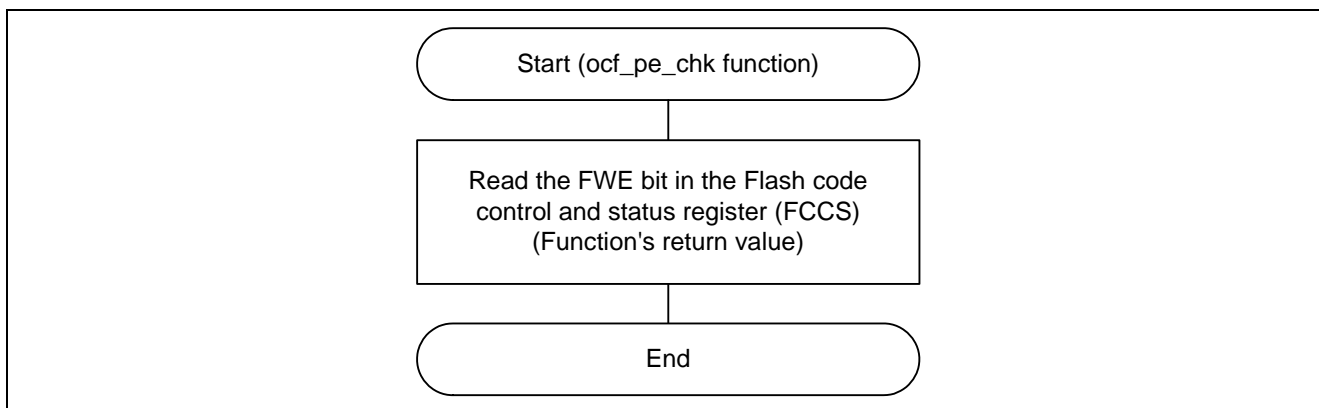 Start (ocf_pe_chk function)
Read the FWE bit in the Flash code
control and status register (FCCS)
(Function's return value)
End